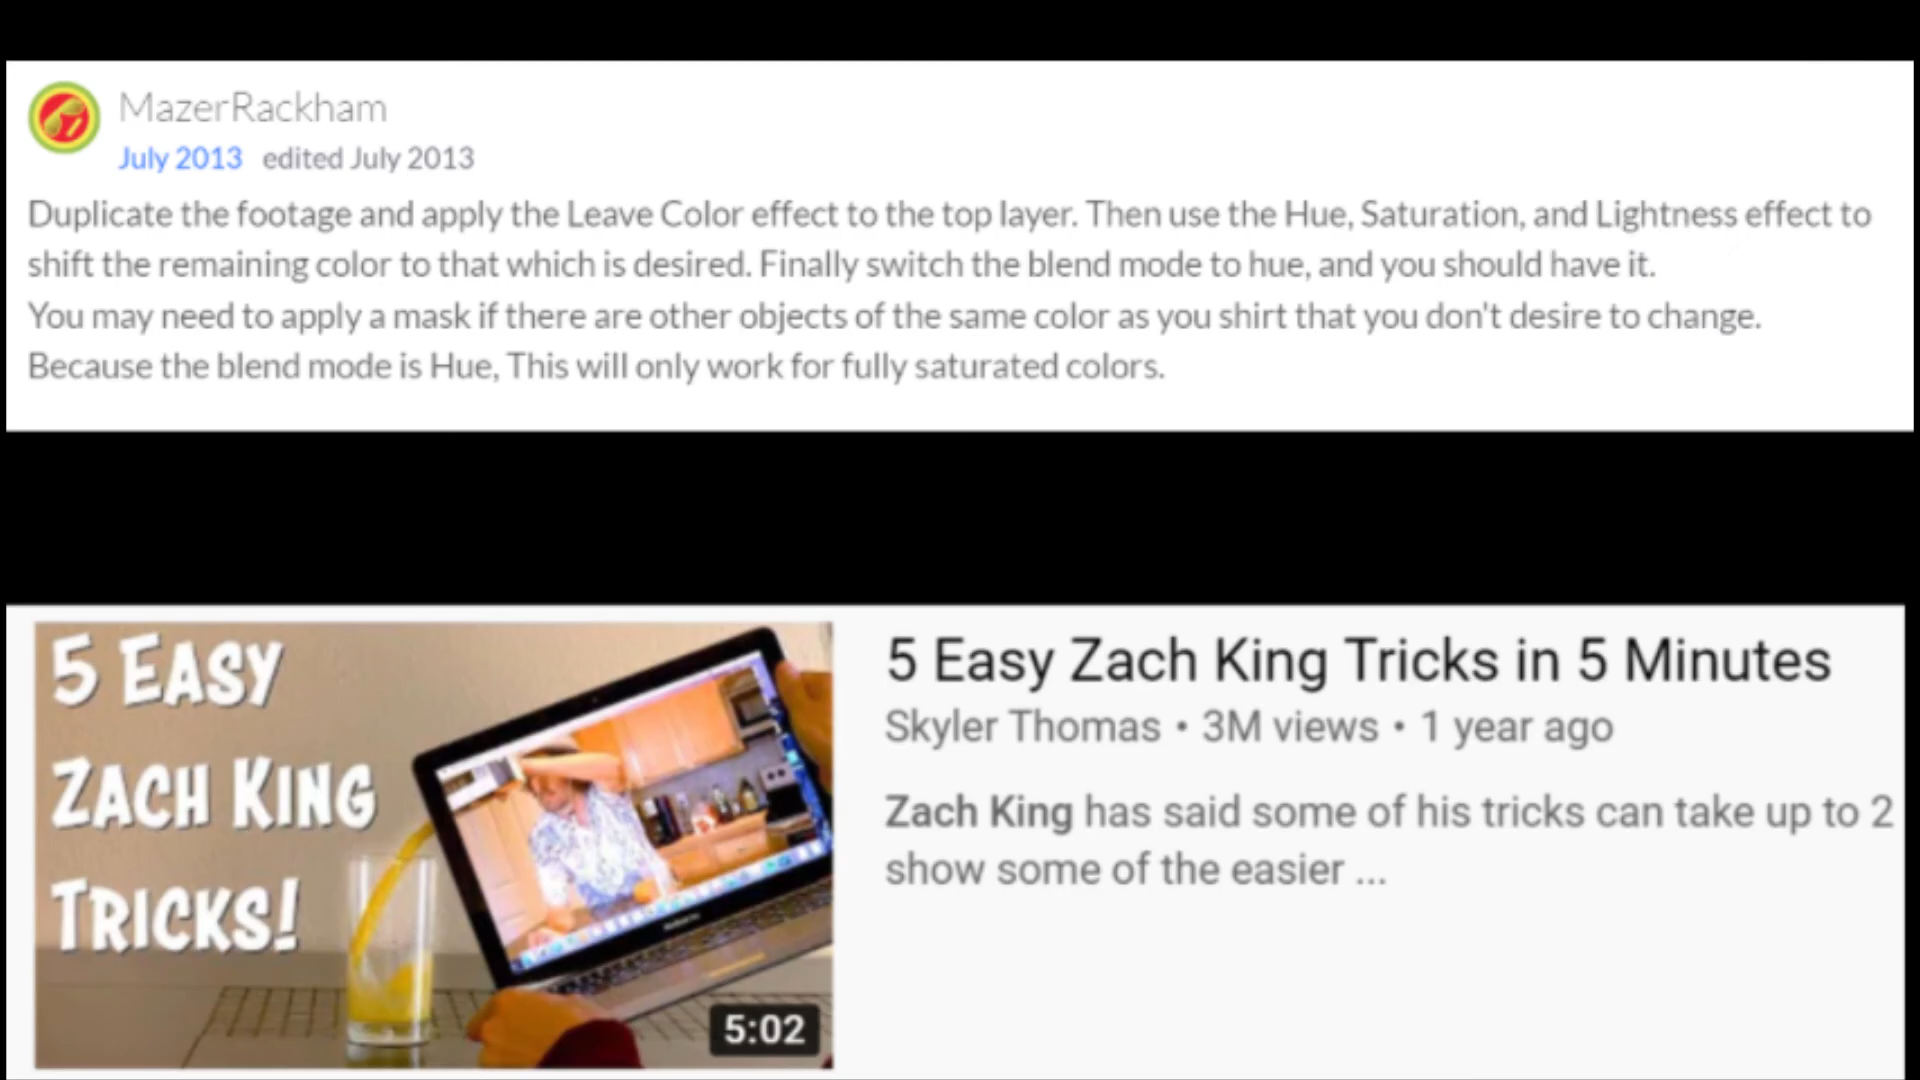 MazerRackham
July 2013 edited July 2013
Duplicate the footage and apply the Leave Color effect to the top layer. Then use the Hue, Saturation, and Lightness effect to
shift the remaining color to that which is desired. Finally switch the blend mode to hue, and you should have it.
You may need to apply a mask if there are other objects of the same color as you shirt that you don't desire to change.
Because the blend mode is Hue, This will only work for fully saturated colors.
5 EASY
ZACH KING
TRICKS!
5:02
5 Easy Zach King Tricks in 5 Minutes
Skyler Thomas • 3M views • 1 year ago
Zach King has said some of his tricks can take up to 2
show some of the easier ...